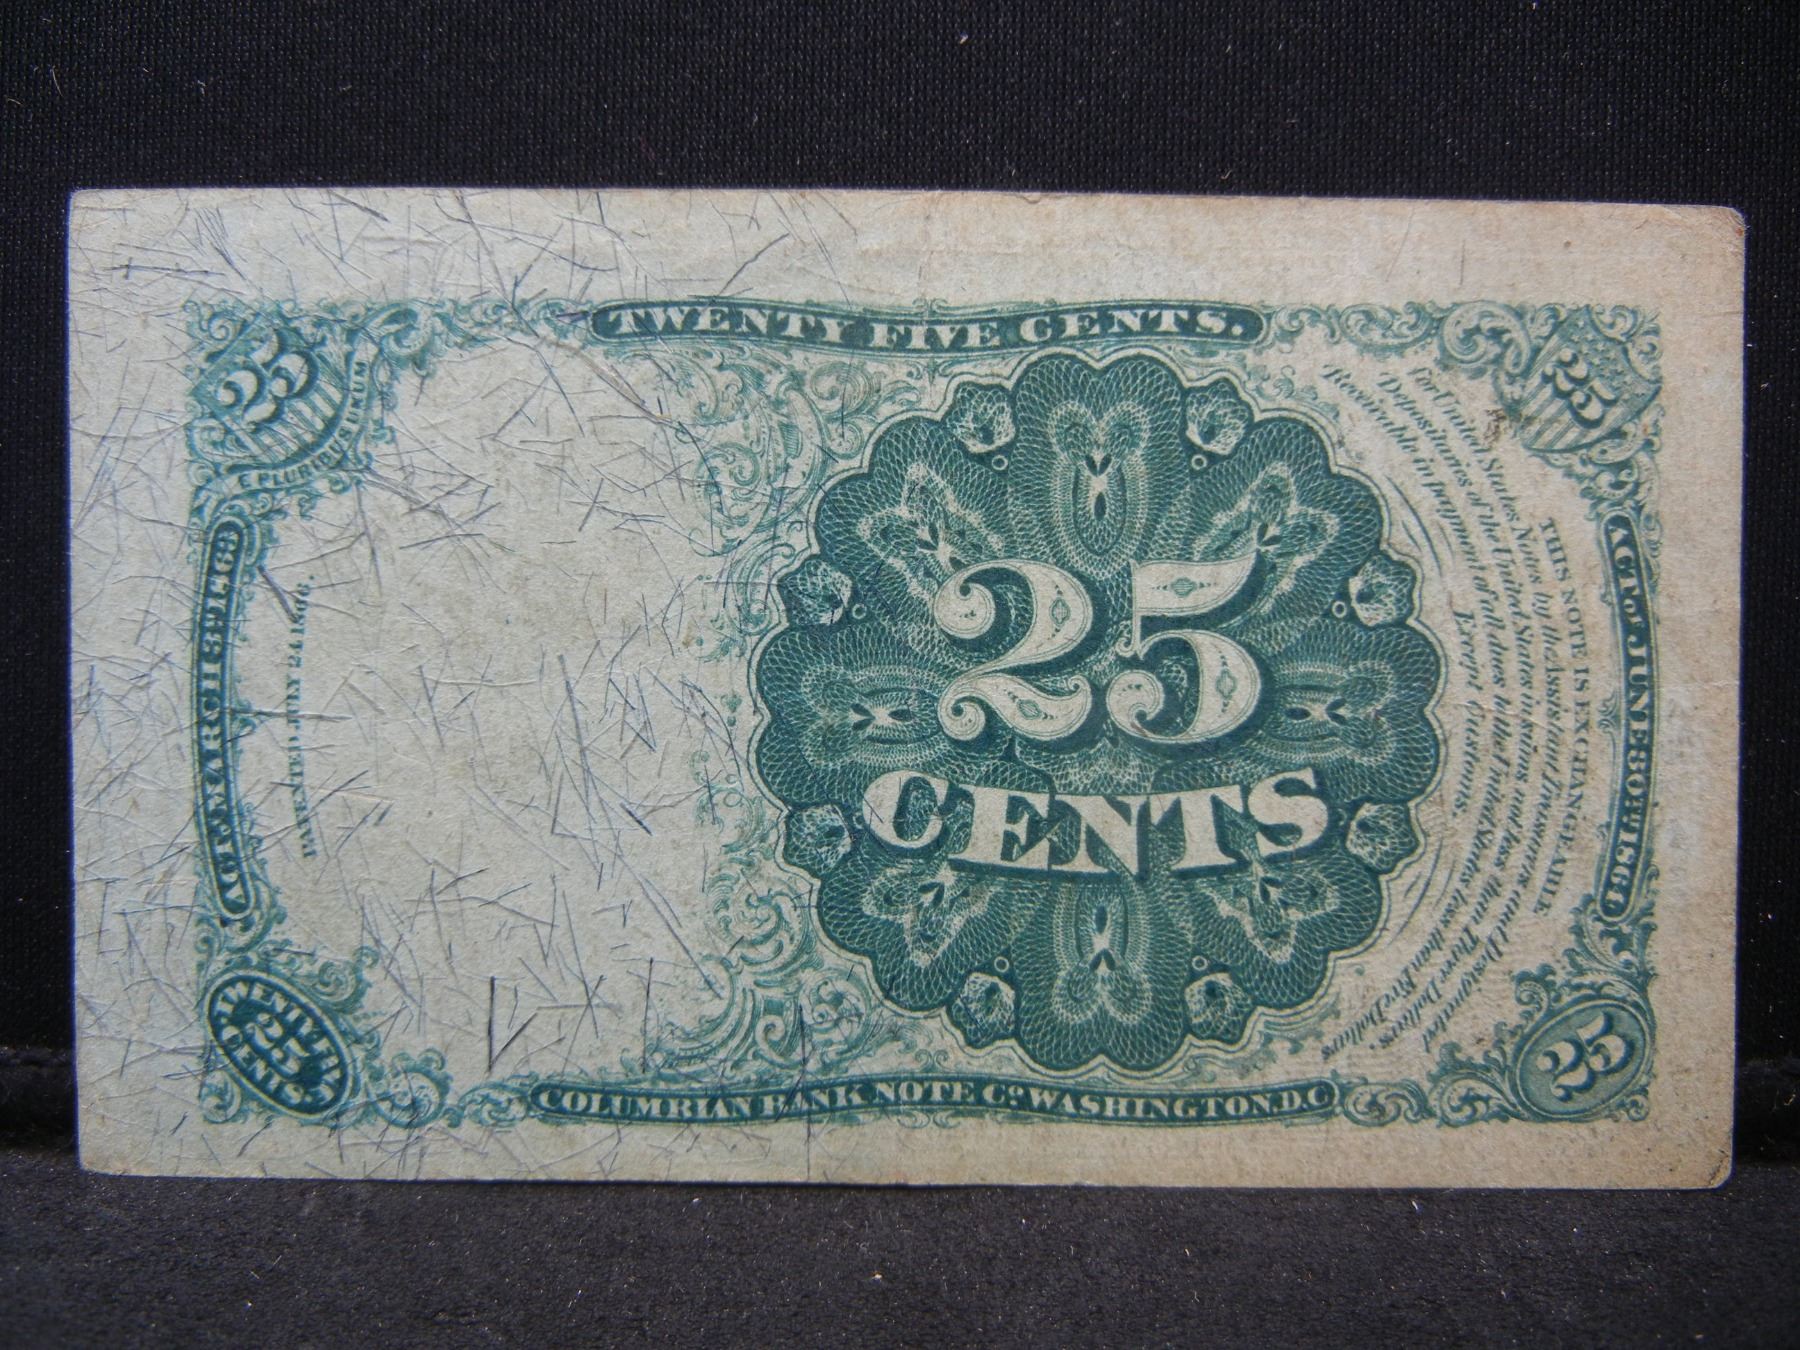 TWENTY FIVE CENTS.
25
E PLURIBUS UNUM
25
ACT MARCH 3RD 1863
PATENTED JULY 24 1866.
25
CENTS
THIS NOTE IS EXCHANGEABLE
for United States Notes by the Assistant Treasurers and Designated
Depositaries of the United States in sums not less than Three Dollars.
Receivable in payment of all dues to the United States less than Five Dollars
Except Customs.
ACT OF JUNE 30TH 1864
TWENTY FIVE
25
CENTS
COLUMBIAN BANK NOTE CO. WASHINGTON.D.C.
25